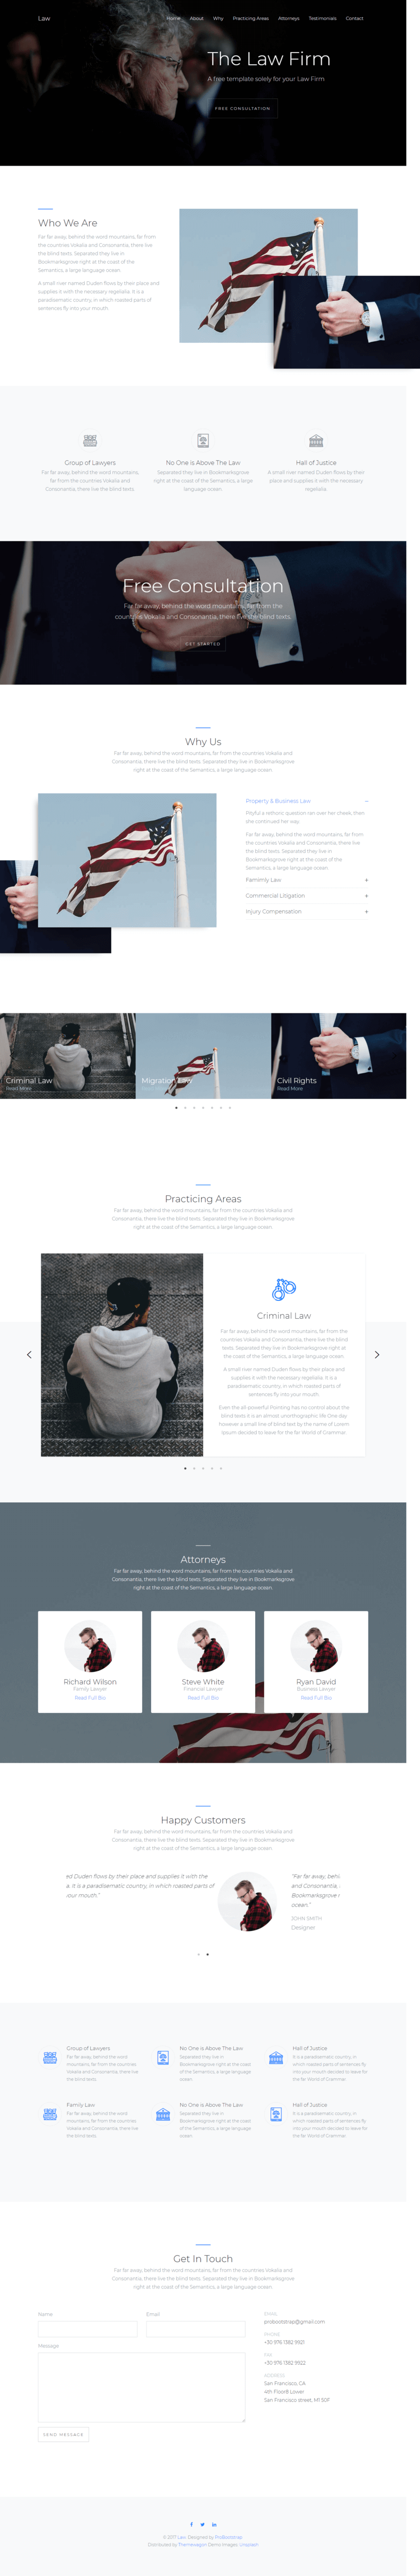 Law
Home About Why Practicing Areas Attorneys Testimonials Contact
The Law Firm
A free template solely for your Law Firm
FREE CONSULTATION
Who We Are
Far far away, behind the word mountains, far from
the countries Vokalia and Consonantia, there live
the blind texts. Separated they live in
Bookmarksgrove right at the coast of the
Semantics, a large language ocean.
A small river named Duden flows by their place and
supplies it with the necessary regelialia. It is a
paradisematic country, in which roasted parts of
sentences fly into your mouth.
Group of Lawyers
Far far away, behind the word mountains,
far from the countries Vokalia and
Consonantia, there live the blind texts.
No One is Above The Law
Separated they live in Bookmarksgrove
right at the coast of the Semantics, a large
language ocean.
Hall of Justice
A small river named Duden flows by their
place and supplies it with the necessary
regelialia.
Free Consultation
Far far away, behind the word mountains, far from the
countries Vokalia and Consonantia, there live the blind texts.
GET STARTED
Why Us
Far far away, behind the word mountains, far from the countries Vokalia and
Consonantia, there live the blind texts. Separated they live in Bookmarksgrove
right at the coast of the Semantics, a large language ocean.
Property & Business Law −
Pityful a rethoric question ran over her cheek, then
she continued her way.
Far far away, behind the word mountains, far from
the countries Vokalia and Consonantia, there live
the blind texts. Separated they live in
Bookmarksgrove right at the coast of the
Semantics, a large language ocean.
Famimly Law +
Commercial Litigation +
Injury Compensation +
Criminal Law
Read More
Migration Law
Read More
Civil Rights
Read More
Practicing Areas
Far far away, behind the word mountains, far from the countries Vokalia and
Consonantia, there live the blind texts. Separated they live in Bookmarksgrove
right at the coast of the Semantics, a large language ocean.
Criminal Law
Far far away, behind the word mountains, far from the
countries Vokalia and Consonantia, there live the blind
texts. Separated they live in Bookmarksgrove right at
the coast of the Semantics, a large language ocean.
A small river named Duden flows by their place and
supplies it with the necessary regelialia. It is a
paradisematic country, in which roasted parts of
sentences fly into your mouth.
Even the all-powerful Pointing has no control about the
blind texts it is an almost unorthographic life One day
however a small line of blind text by the name of Lorem
Ipsum decided to leave for the far World of Grammar.
Attorneys
Far far away, behind the word mountains, far from the countries Vokalia and
Consonantia, there live the blind texts. Separated they live in Bookmarksgrove
right at the coast of the Semantics, a large language ocean.
Richard Wilson
Family Lawyer
Read Full Bio
Steve White
Financial Lawyer
Read Full Bio
Ryan David
Business Lawyer
Read Full Bio
Happy Customers
Far far away, behind the word mountains, far from the countries Vokalia and
Consonantia, there live the blind texts. Separated they live in Bookmarksgrove
right at the coast of the Semantics, a large language ocean.
ed Duden flows by their place and supplies it with the
a. It is a paradisematic country, in which roasted parts of
our mouth."
"Far far away, behi
and Consonantia,
Bookmarksgrove r
ocean."
JOHN SMITH
Designer
Group of Lawyers
Far far away, behind the word
mountains, far from the countries
Vokalia and Consonantia, there live
the blind texts.
No One is Above The Law
Separated they live in
Bookmarksgrove right at the coast
of the Semantics, a large language
ocean.
Hall of Justice
It is a paradisematic country, in
which roasted parts of sentences fly
into your mouth decided to leave for
the far World of Grammar.
Family Law
Far far away, behind the word
mountains, far from the countries
Vokalia and Consonantia, there live
the blind texts.
No One is Above The Law
Separated they live in
Bookmarksgrove right at the coast
of the Semantics, a large language
ocean.
Hall of Justice
It is a paradisematic country, in
which roasted parts of sentences fly
into your mouth decided to leave for
the far World of Grammar.
Get In Touch
Far far away, behind the word mountains, far from the countries Vokalia and
Consonantia, there live the blind texts. Separated they live in Bookmarksgrove
right at the coast of the Semantics, a large language ocean.
Name
Email
Message
SEND MESSAGE
EMAIL
probootstrap@gmail.com
PHONE
+30 976 1382 9921
FAX
+30 976 1382 9922
ADDRESS
San Francisco, CA
4th Floor8 Lower
San Francisco street, M1 50F
© 2017 Law. Designed by ProBootstrap
Distributed by Themewagon Demo Images: Unsplash